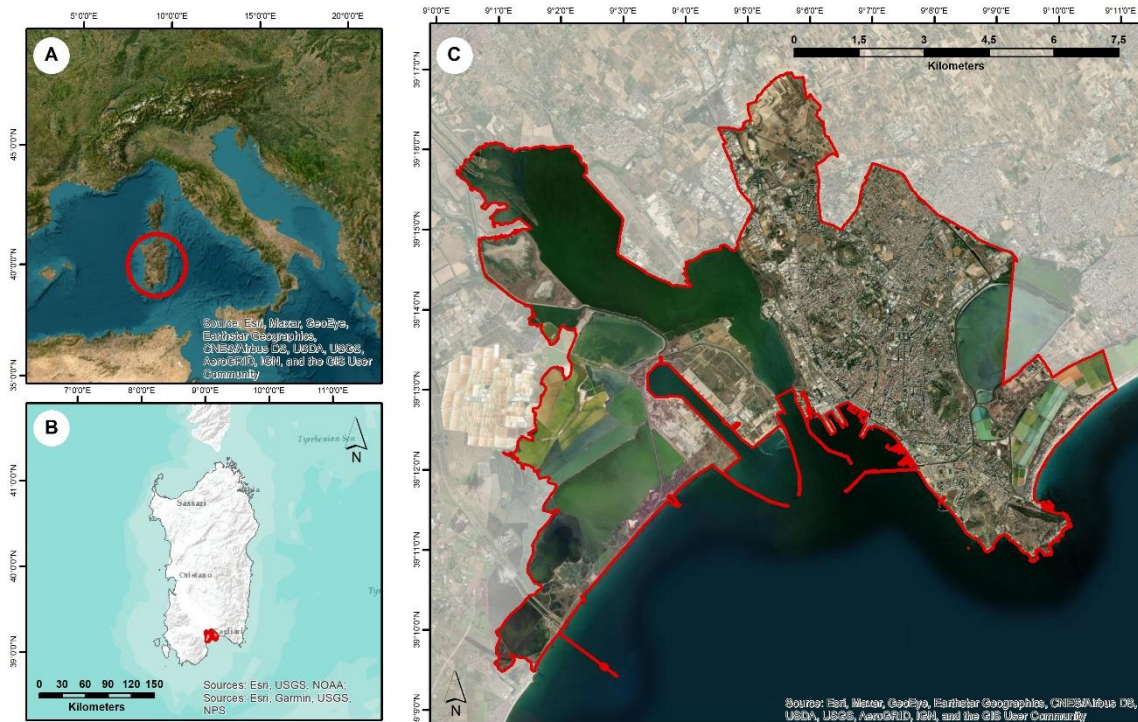 5°0'0"E
10°0'0"E
15°0'0"E
20°0'0"E
A
45°0'0"N
40°0'0"N
35°0'0"N
Source: Esri, Maxar, GeoEye,
Earthstar Geographics,
CNES/Airbus DS, USDA, USGS,
AeroGRID, IGN, and the GIS User
Community
7°0'0"E
8°0'0"E
9°0'0"E
10°0'0"E
11°0'0"E
B
N
Tyrrhenian Sea
41°0'0"N
40°0'0"N
39°0'0"N
Sassari
Oristano
0 30 60 90 120 150
Kilometers
Sources: Esri, USGS, NOAA;
Sources: Esri, Garmin, USGS,
NPS
9°0'0"E
9°1'0"E
9°2'0"E
9°3'0"E
9°4'0"E
9°5'0"E
9°6'0"E
9°7'0"E
9°8'0"E
9°9'0"E
9°10'0"E
9°11'0"E
C
0 1,5 3 4,5 6 7,5
Kilometers
39°17'0"N
39°16'0"N
39°15'0"N
39°14'0"N
39°13'0"N
39°12'0"N
39°11'0"N
39°10'0"N
39°9'0"N
N
Source: Esri, Maxar, GeoEye, Earthstar Geographics, CNES/Airbus DS,
USDA, USGS, AeroGRID, IGN, and the GIS User Community